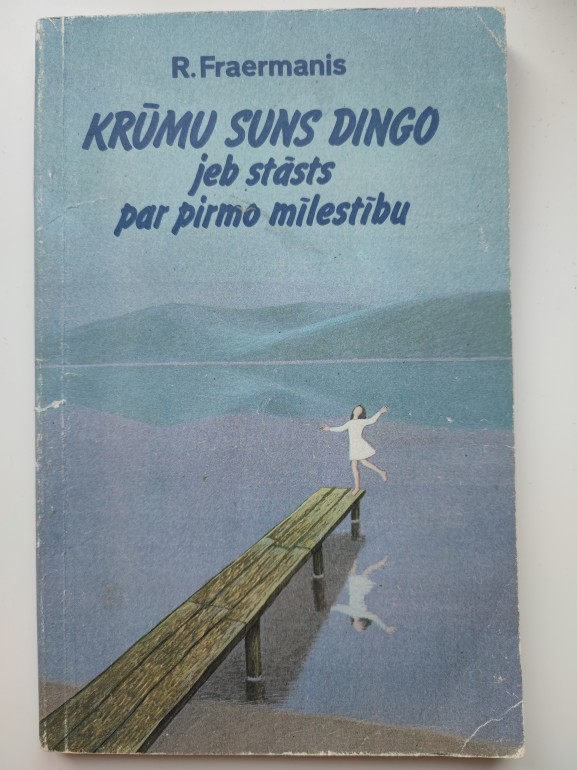 R. Fraermanis
KRŪMU SUNS DINGO
jeb stāsts
par pirmo mīlestību